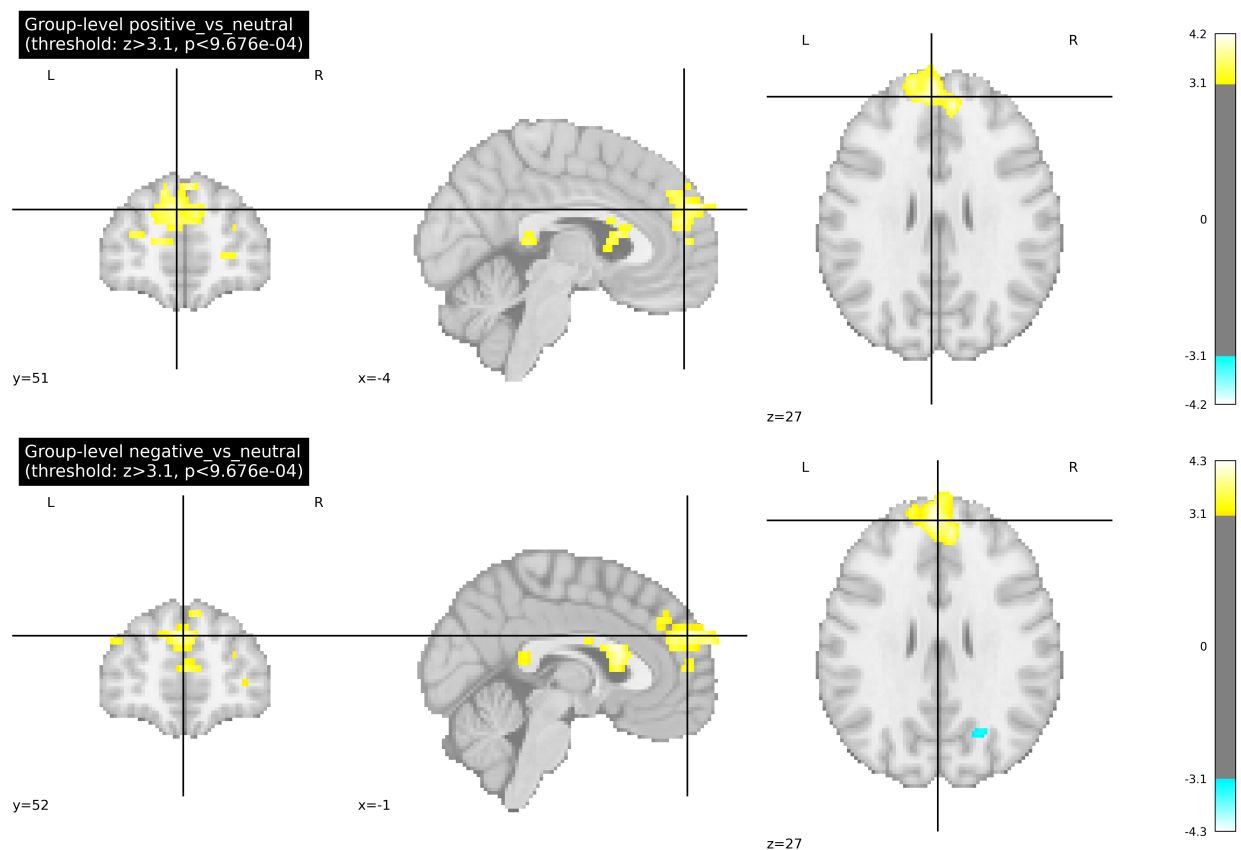 Group-level positive_vs_neutral
(threshold: z>3.1, p<9.676e-04)
L
R
L
R
y=51
x=-4
z=27
4.2
3.1
0
-3.1
-4.2
Group-level negative_vs_neutral
(threshold: z>3.1, p<9.676e-04)
L
R
L
R
y=52
x=-1
z=27
4.3
3.1
0
-3.1
-4.3